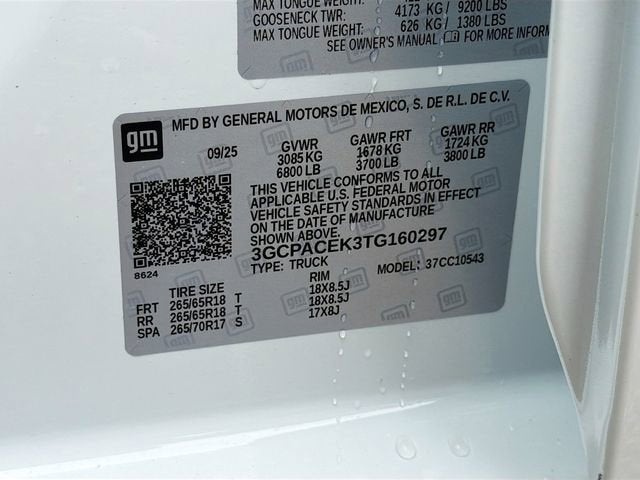 MAX TONGUE WEIGHT:
GOOSENECK TWR: 4173 KG / 9200 LBS
MAX TONGUE WEIGHT: 626 KG / 1380 LBS
SEE OWNER'S MANUAL FOR MORE INFORM
gm
MFD BY GENERAL MOTORS DE MEXICO, S. DE R.L. DE C.V.
09/25 GVWR GAWR FRT GAWR RR
3085 KG 1678 KG 1724 KG
6800 LB 3700 LB 3800 LB
THIS VEHICLE CONFORMS TO ALL
APPLICABLE U.S. FEDERAL MOTOR
VEHICLE SAFETY STANDARDS IN EFFECT
ON THE DATE OF MANUFACTURE
SHOWN ABOVE.
3GCPACEK3TG160297
8624
TYPE: TRUCK MODEL: 37CC10543
TIRE SIZE RIM
FRT 265/65R18 T 18X8.5J
RR 265/65R18 T 18X8.5J
SPA 265/70R17 S 17X8J